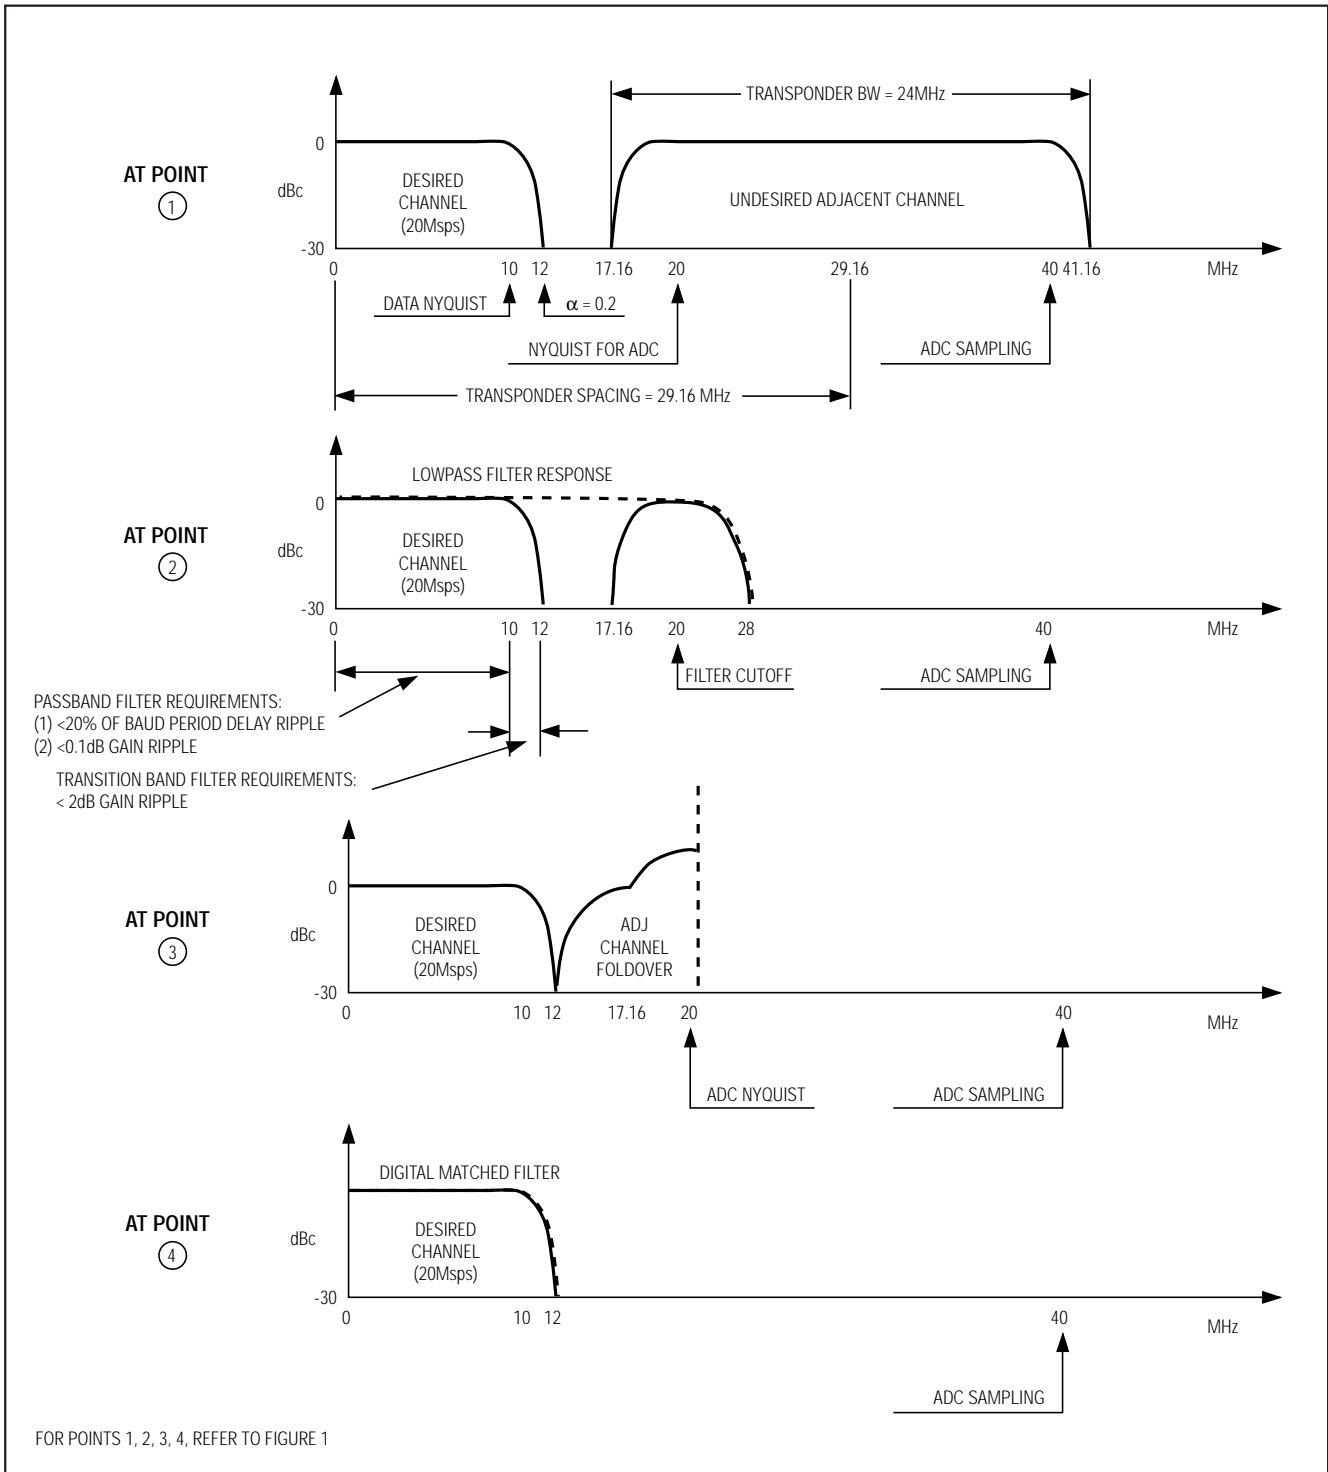 TRANSPONDER BW = 24MHz
0
AT POINT
1
dBc
DESIRED
CHANNEL
(20Msps)
UNDESIRED ADJACENT CHANNEL
-30
0 10 12 17.16 20 29.16 40 41.16 MHz
DATA NYQUIST
α = 0.2
NYQUIST FOR ADC
ADC SAMPLING
TRANSPONDER SPACING = 29.16 MHz
LOWPASS FILTER RESPONSE
0
AT POINT
2
dBc
DESIRED
CHANNEL
(20Msps)
-30
0 10 12 17.16 20 28 40 MHz
FILTER CUTOFF
ADC SAMPLING
PASSBAND FILTER REQUIREMENTS:
(1) <20% OF BAUD PERIOD DELAY RIPPLE
(2) <0.1dB GAIN RIPPLE
TRANSITION BAND FILTER REQUIREMENTS:
< 2dB GAIN RIPPLE
0
AT POINT
3
dBc
DESIRED
CHANNEL
(20Msps)
ADJ
CHANNEL
FOLDOVER
-30
0 10 12 17.16 20 40 MHz
ADC NYQUIST
ADC SAMPLING
DIGITAL MATCHED FILTER
AT POINT
4
dBc
DESIRED
CHANNEL
(20Msps)
-30
0 10 12 40 MHz
ADC SAMPLING
FOR POINTS 1, 2, 3, 4, REFER TO FIGURE 1